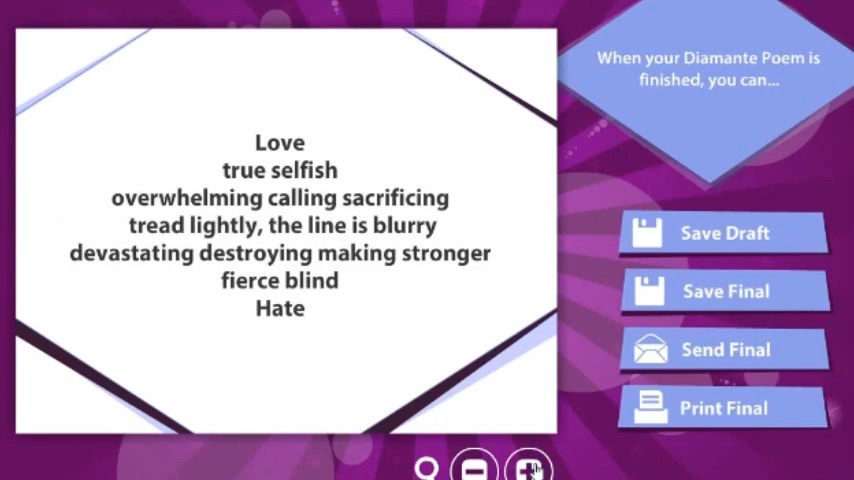 Love
true selfish
overwhelming calling sacrificing
tread lightly, the line is blurry
devastating destroying making stronger
fierce blind
Hate
When your Diamante Poem is
finished, you can...
Save Draft
Save Final
Send Final
Print Final